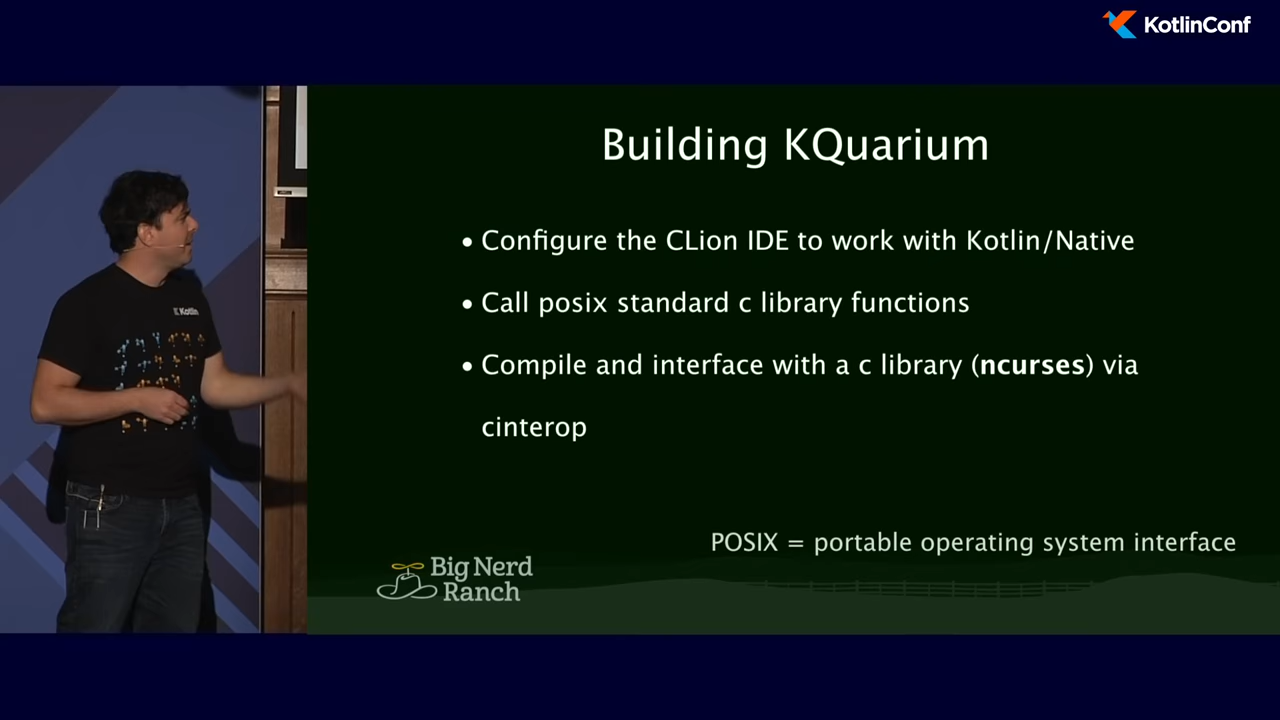 KotlinConf
Building KQuarium
• Configure the CLion IDE to work with Kotlin/Native
• Call posix standard c library functions
• Compile and interface with a c library (ncurses) via
cinterop
POSIX = portable operating system interface
Big Nerd
Ranch
Kotlin